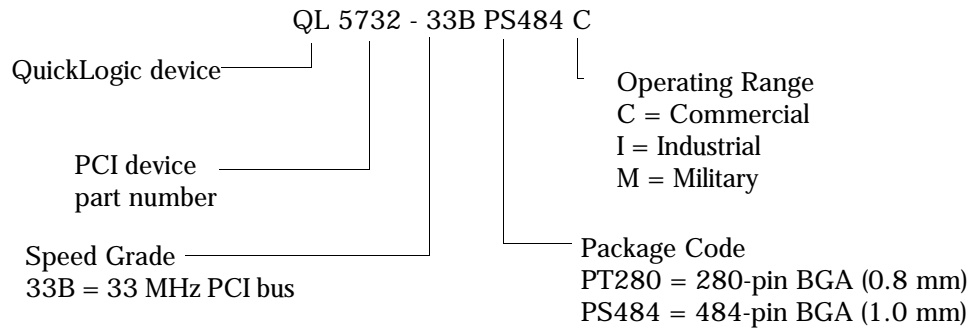 QL 5732 - 33B PS484 C
QuickLogic device
Operating Range
C = Commercial
I = Industrial
M = Military
PCI device
part number
Speed Grade
33B = 33 MHz PCI bus
Package Code
PT280 = 280-pin BGA (0.8 mm)
PS484 = 484-pin BGA (1.0 mm)